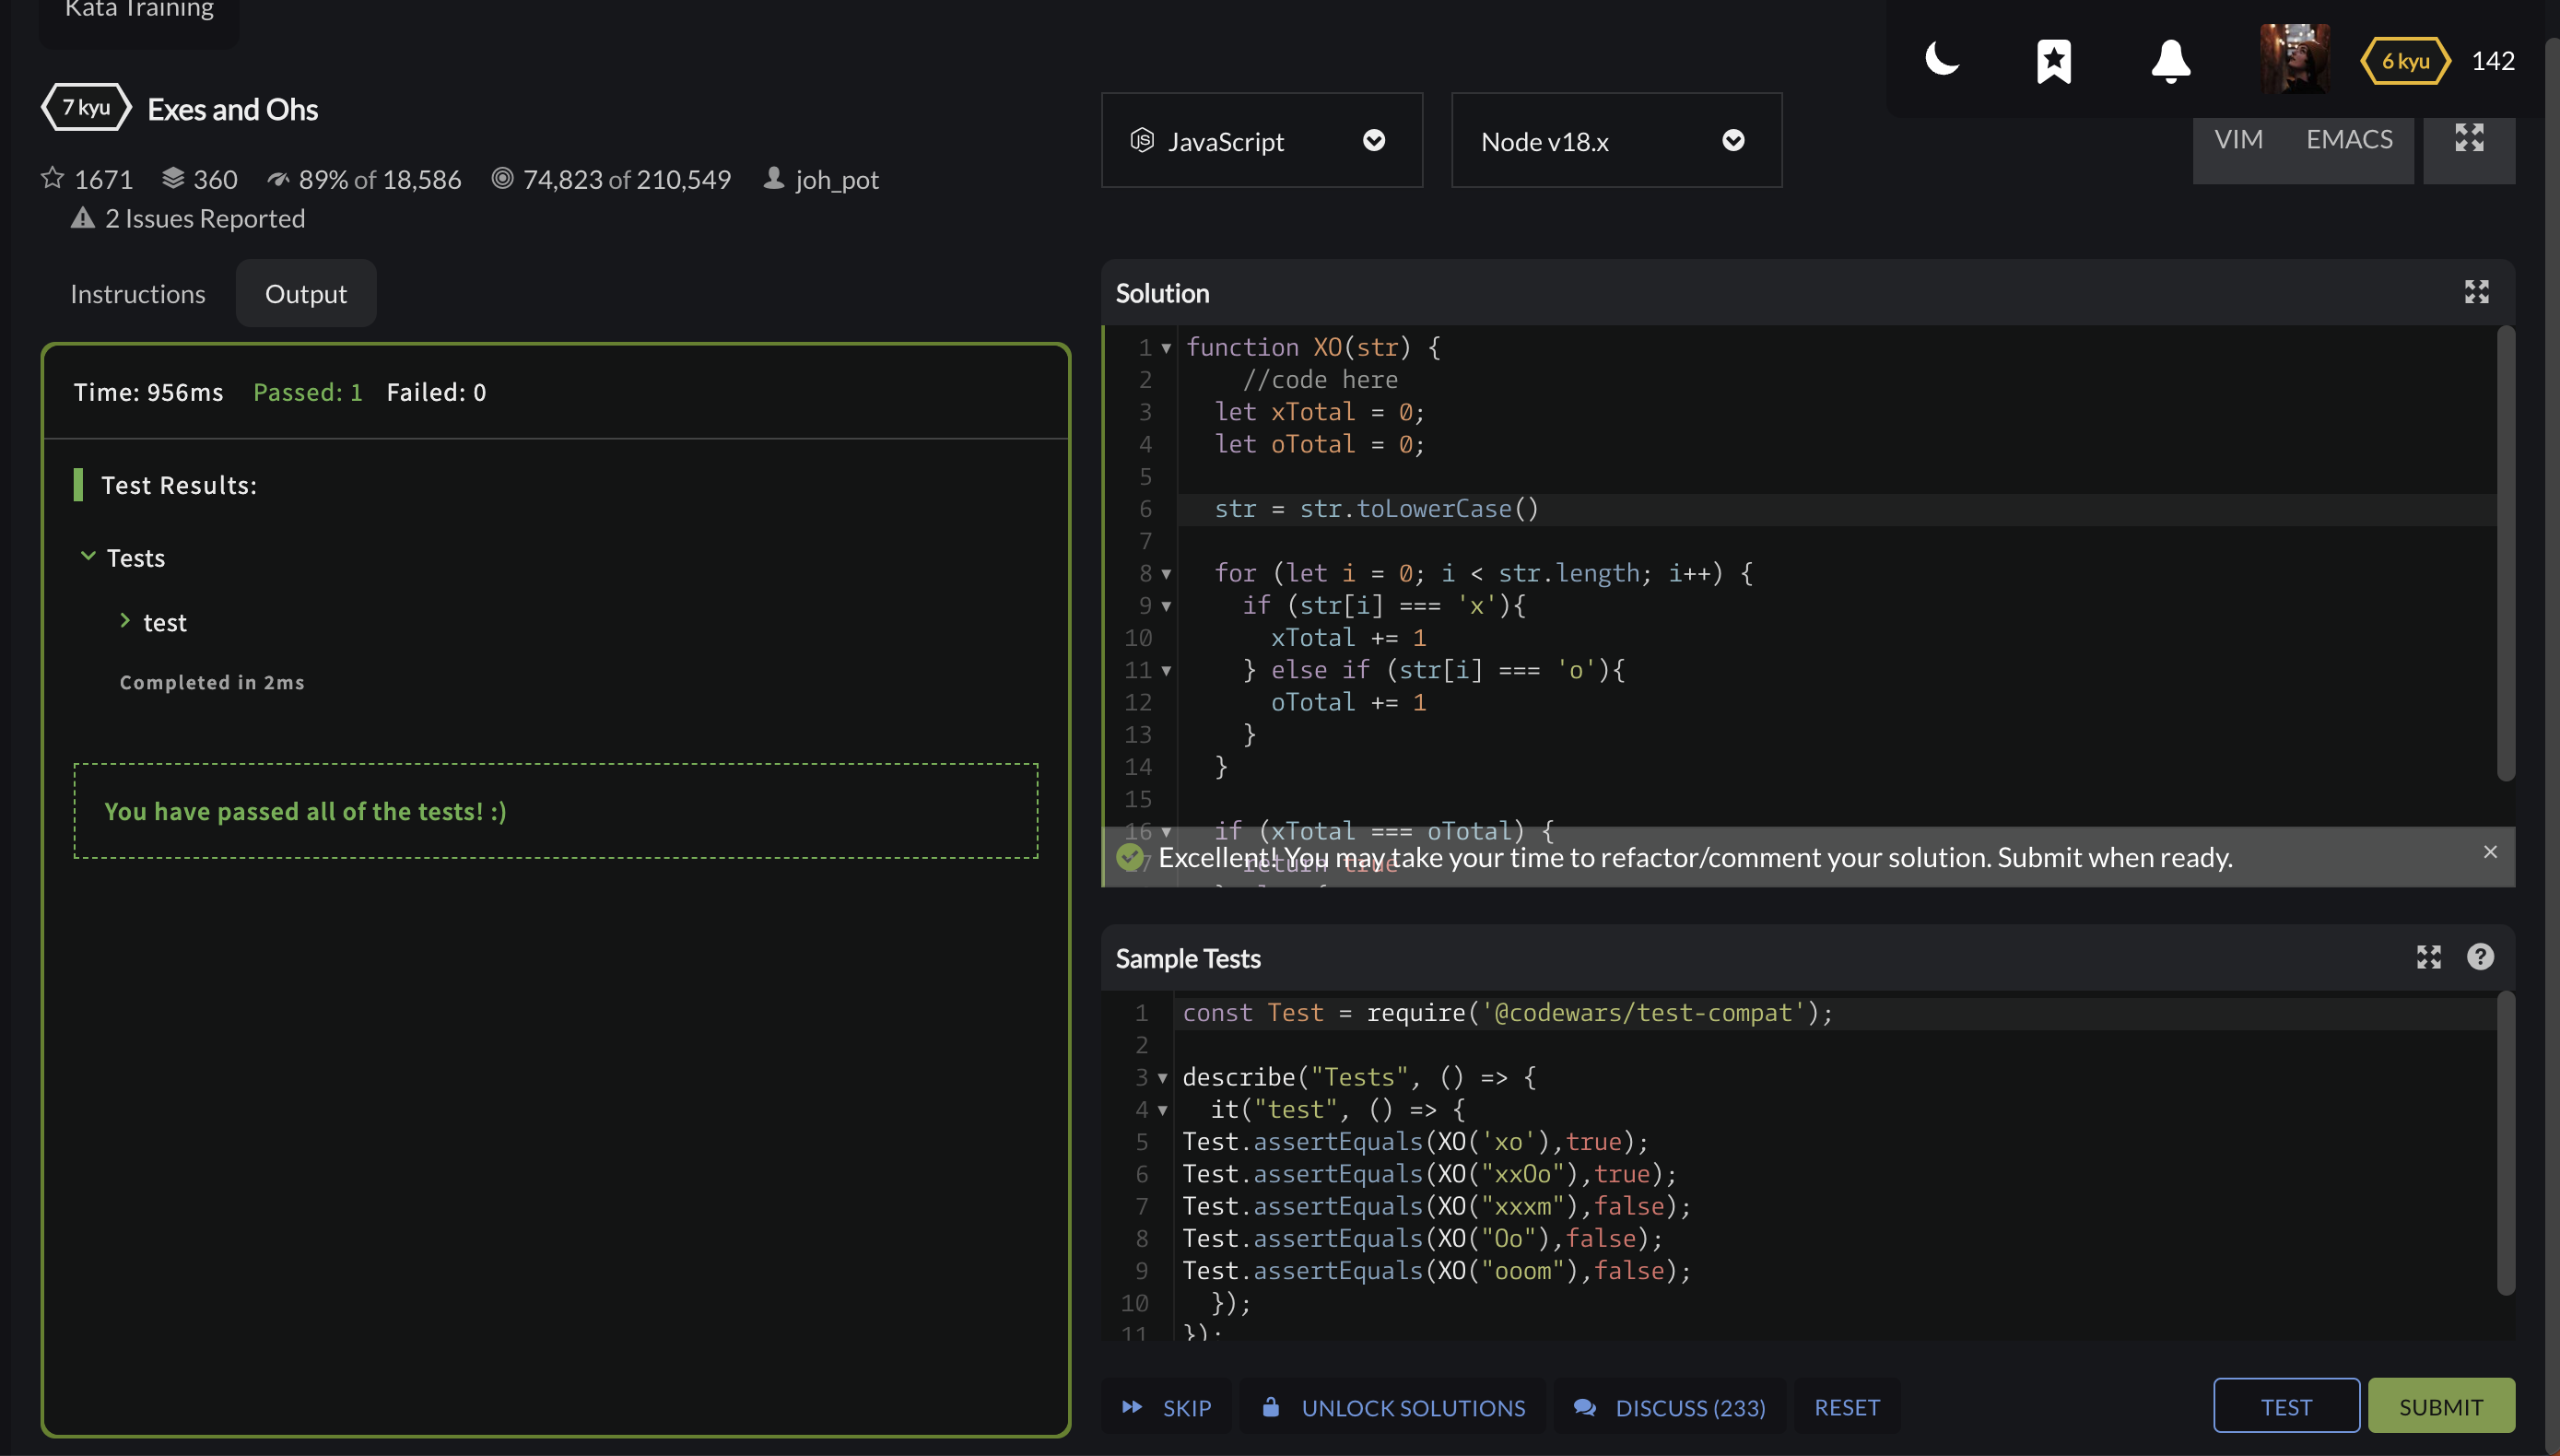 Kata Training
6 kyu 142
7 kyu Exes and Ohs
1671 360 89% of 18,586 74,823 of 210,549 joh_pot
2 Issues Reported
JavaScript
Node v18.x
VIM EMACS
Instructions Output
Time: 956ms Passed: 1 Failed: 0
Test Results:
Tests
test
Completed in 2ms
You have passed all of the tests! :)
Solution
1 function XO(str) {
2 //code here
3 let xTotal = 0;
4 let oTotal = 0;
5
6 str = str.toLowerCase()
7
8 for (let i = 0; i < str.length; i++) {
9 if (str[i] === 'x'){
10 xTotal += 1
11 } else if (str[i] === 'o'){
12 oTotal += 1
13 }
14 }
15
16 if (xTotal === oTotal) {
17 return true
Excellent! You may take your time to refactor/comment your solution. Submit when ready.
Sample Tests
1 const Test = require('@codewars/test-compat');
2
3 describe("Tests", () => {
4 it("test", () => {
5 Test.assertEquals(XO('xo'),true);
6 Test.assertEquals(XO("xxOo"),true);
7 Test.assertEquals(XO("xxxm"),false);
8 Test.assertEquals(XO("Oo"),false);
9 Test.assertEquals(XO("ooom"),false);
10 });
11 });
SKIP UNLOCK SOLUTIONS DISCUSS (233) RESET TEST SUBMIT